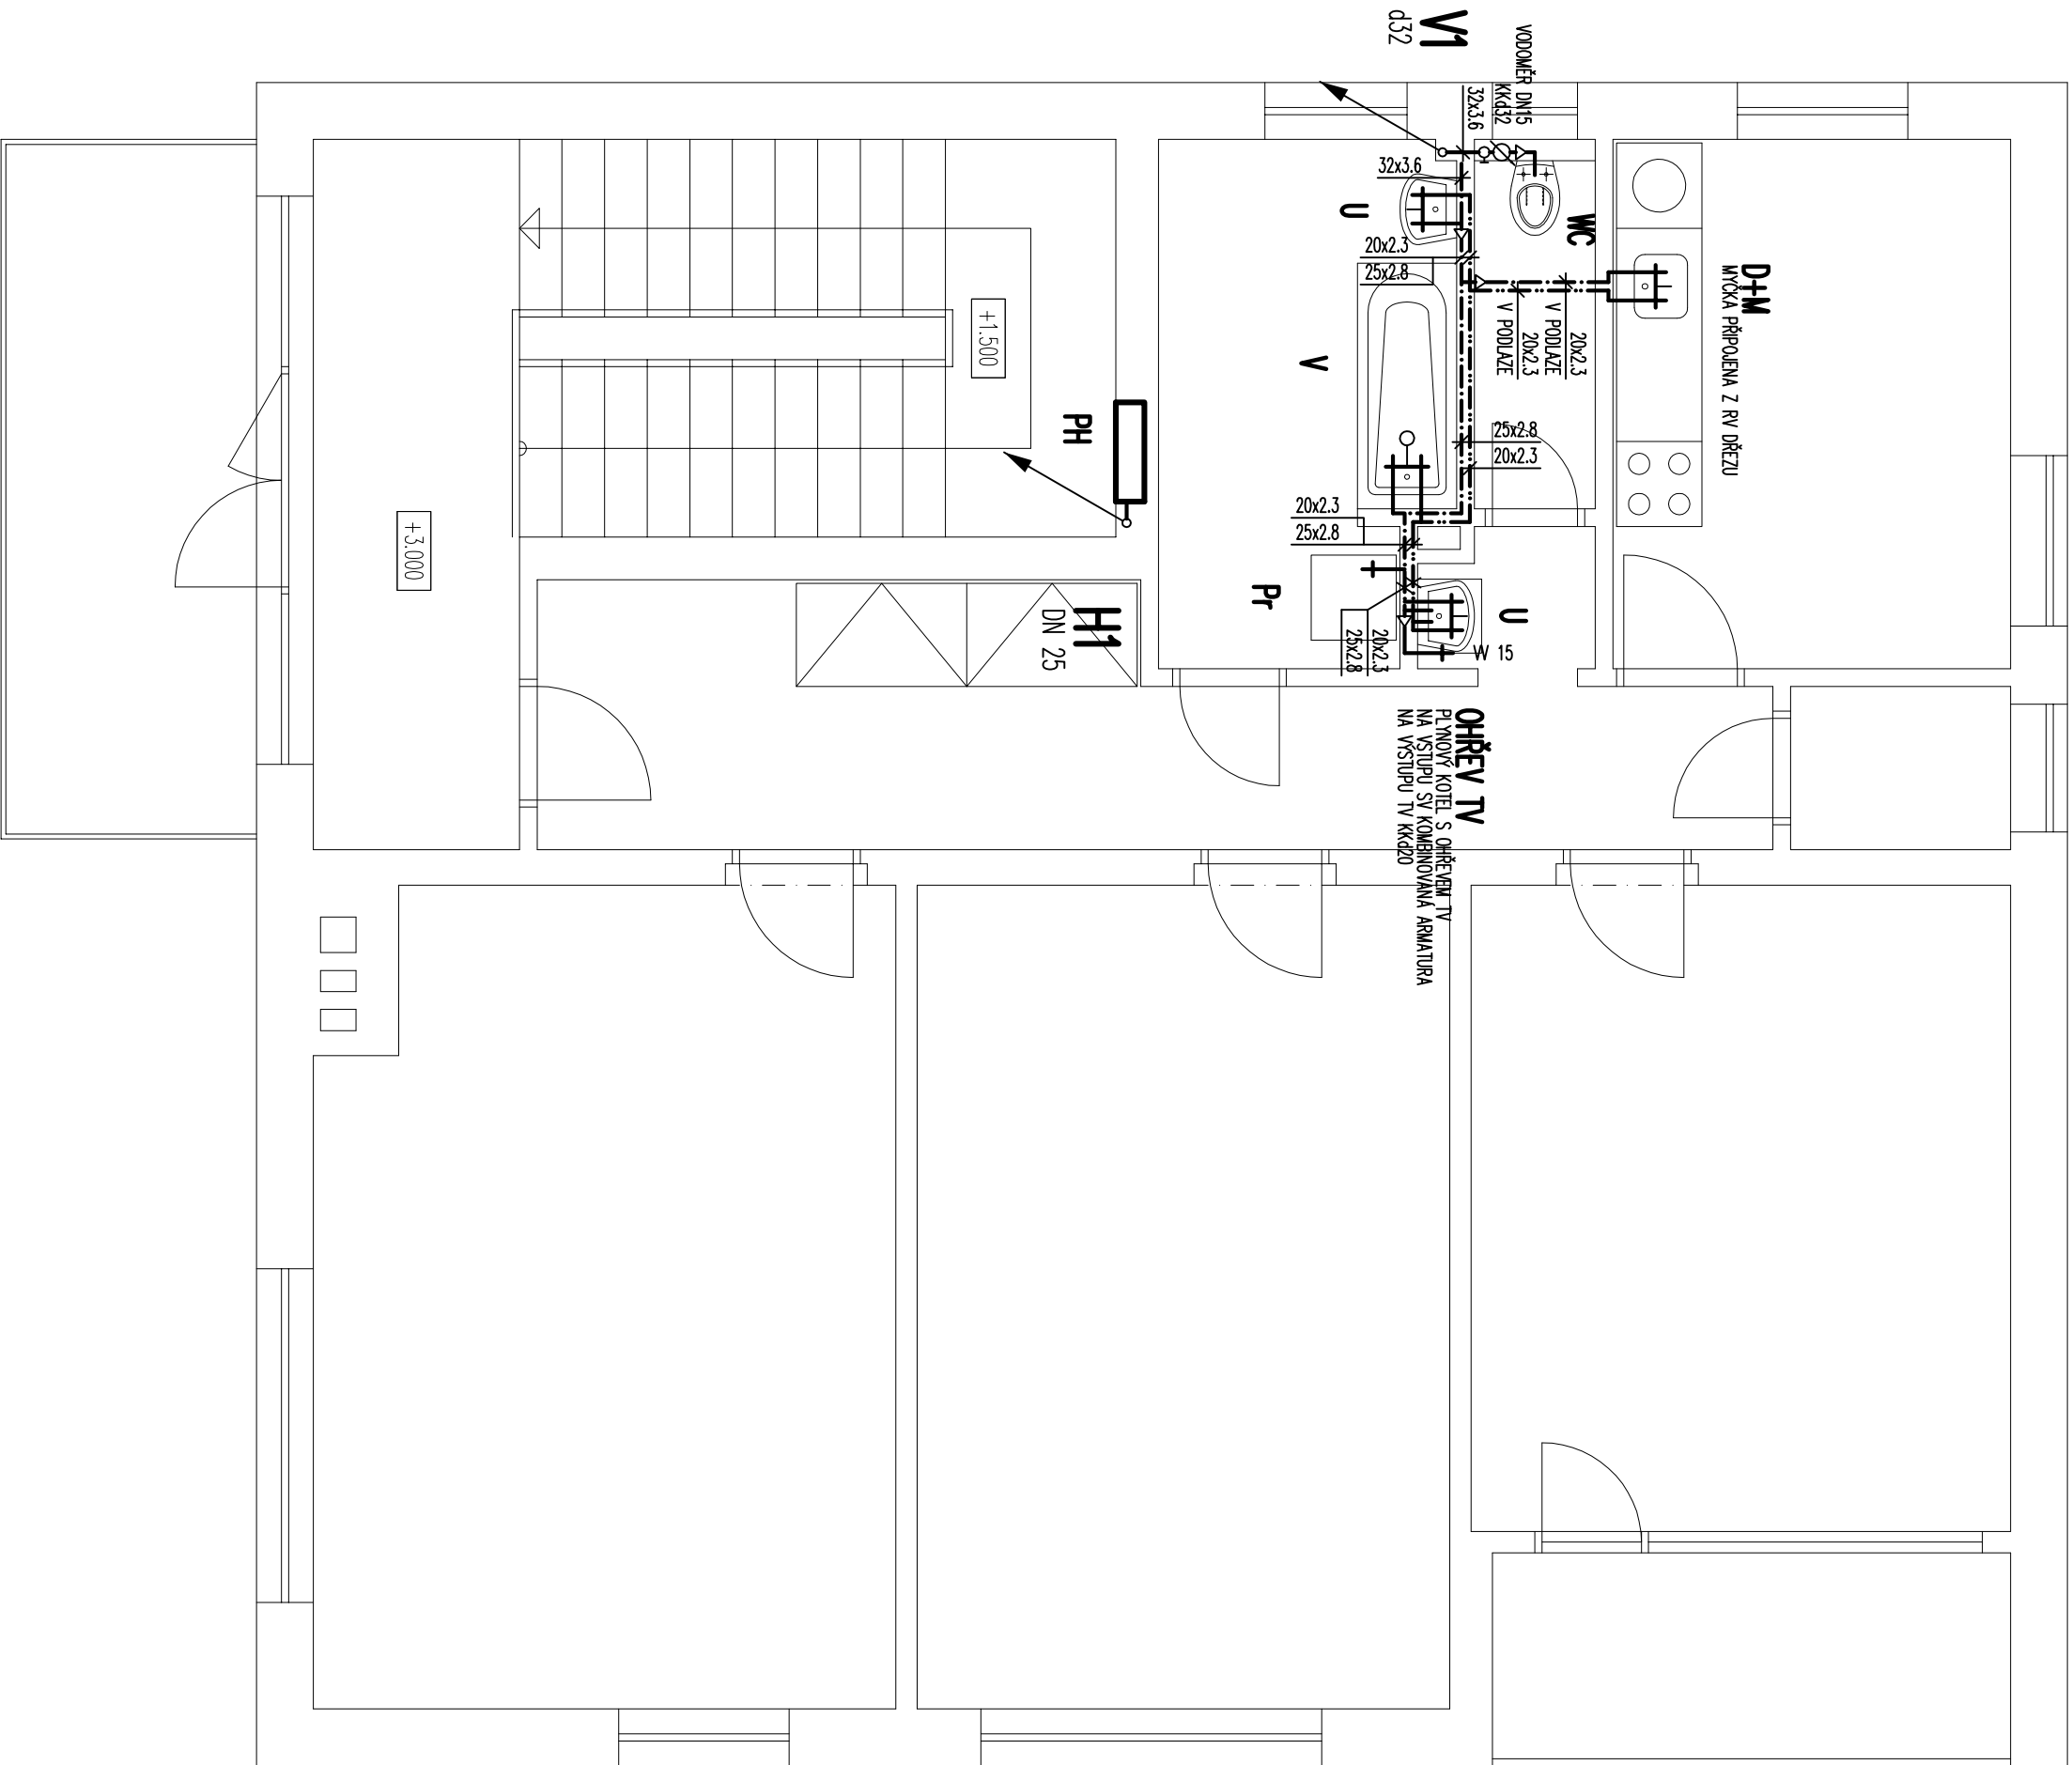 V1
d32
VODOMĚR DN15
KKd32
32x3.6
32x3.6
U
WC
D+M
MYČKA PŘIPOJENA Z RV DŘEZU
20x2.3
25x2.8
20x2.3
V PODLAZE
20x2.3
V PODLAZE
V
+1.500
PH
25x2.8
20x2.3
20x2.3
25x2.8
+3.000
Pr
U
H1
DN 25
20x2.3
25x2.8
W 15
OHŘEV TV
PLYNOVÝ KOTEL S OHŘEVEM TV
NA VSTUPU SV KOMBINOVANÁ ARMATURA
NA VÝSTUPU TV KKd20